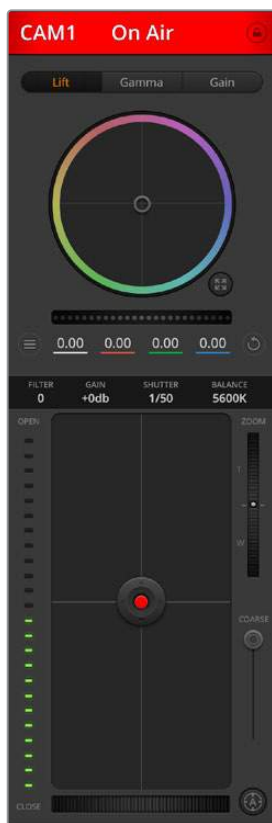 CAM1 On Air
Lift Gamma Gain
0.00 0.00 0.00 0.00
FILTER GAIN SHUTTER BALANCE
0 +0db 1/50 5600K
OPEN ZOOM
T
W
COARSE
CLOSE A